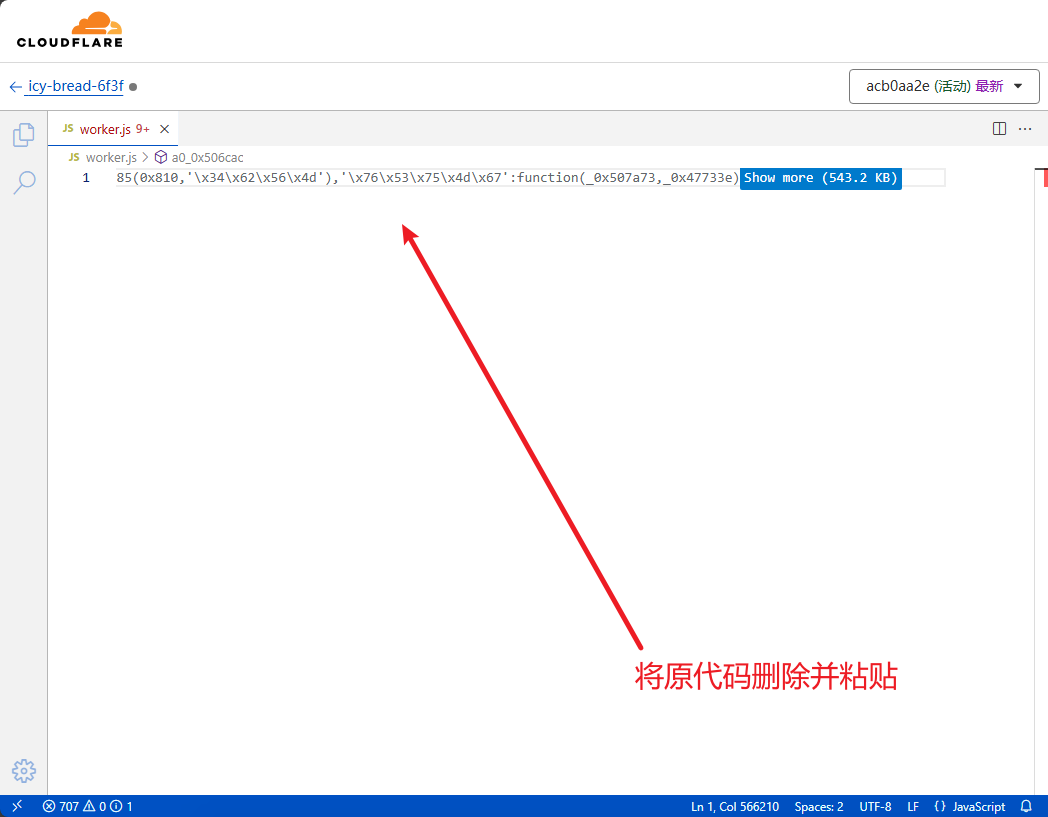 CLOUDFLARE
icy-bread-6f3f
acb0aa2e (活动) 最新
JS worker.js 9+
JS worker.js > a0_0x506cac
1 85(0x810,'\x34\x62\x56\x4d'),'\x76\x53\x75\x4d\x67':function(_0x507a73,_0x47733e) Show more (543.2 KB)
将原代码删除并粘贴
707 0 1 Ln 1, Col 566210 Spaces: 2 UTF-8 LF {} JavaScript